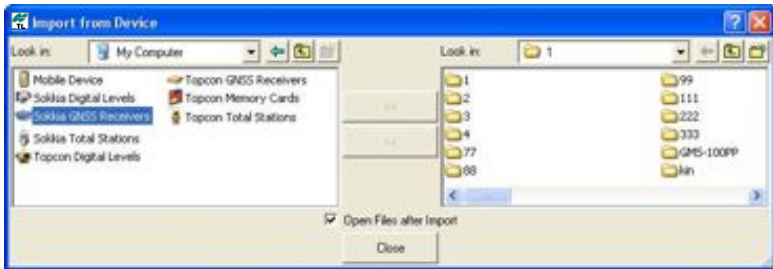 Import from Device
Look in: My Computer
Mobile Device
Sokkia Digital Levels
Sokkia GNSS Receivers
Sokkia Total Stations
Topcon Digital Levels
Topcon GNSS Receivers
Topcon Memory Cards
Topcon Total Stations
Look in: 1
1
2
3
4
77
88
99
111
222
333
GMS-100PP
kin
Open Files after Import
Close